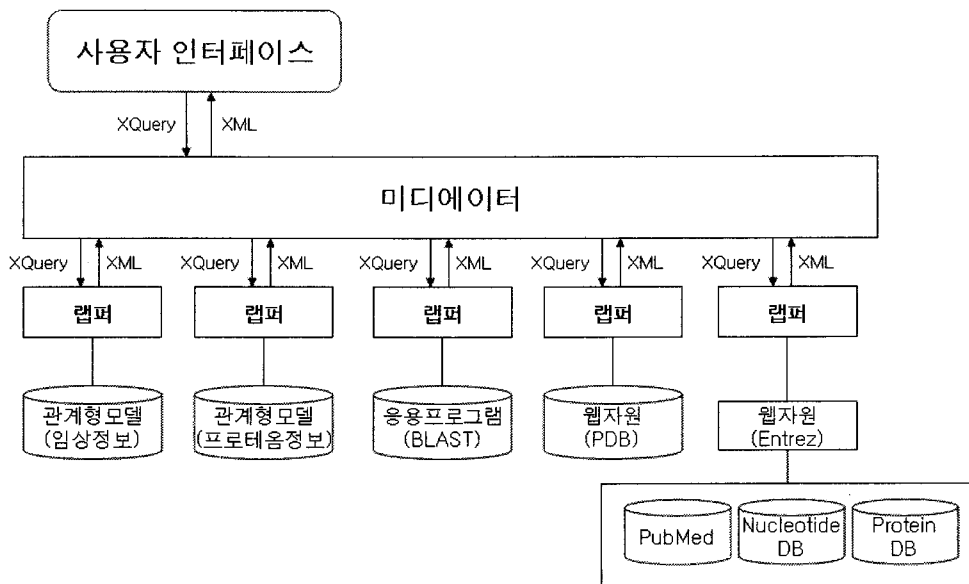 사용자 인터페이스
XQuery XML
미디에이터
XQuery XML XQuery XML XQuery XML XQuery XML XQuery XML
랩퍼 랩퍼 랩퍼 랩퍼 랩퍼
관계형모델 관계형모델 응용프로그램 웹자원 웹자원
(임상정보) (프로테옴정보) (BLAST) (PDB) (Entrez)
PubMed Nucleotide Protein
DB DB